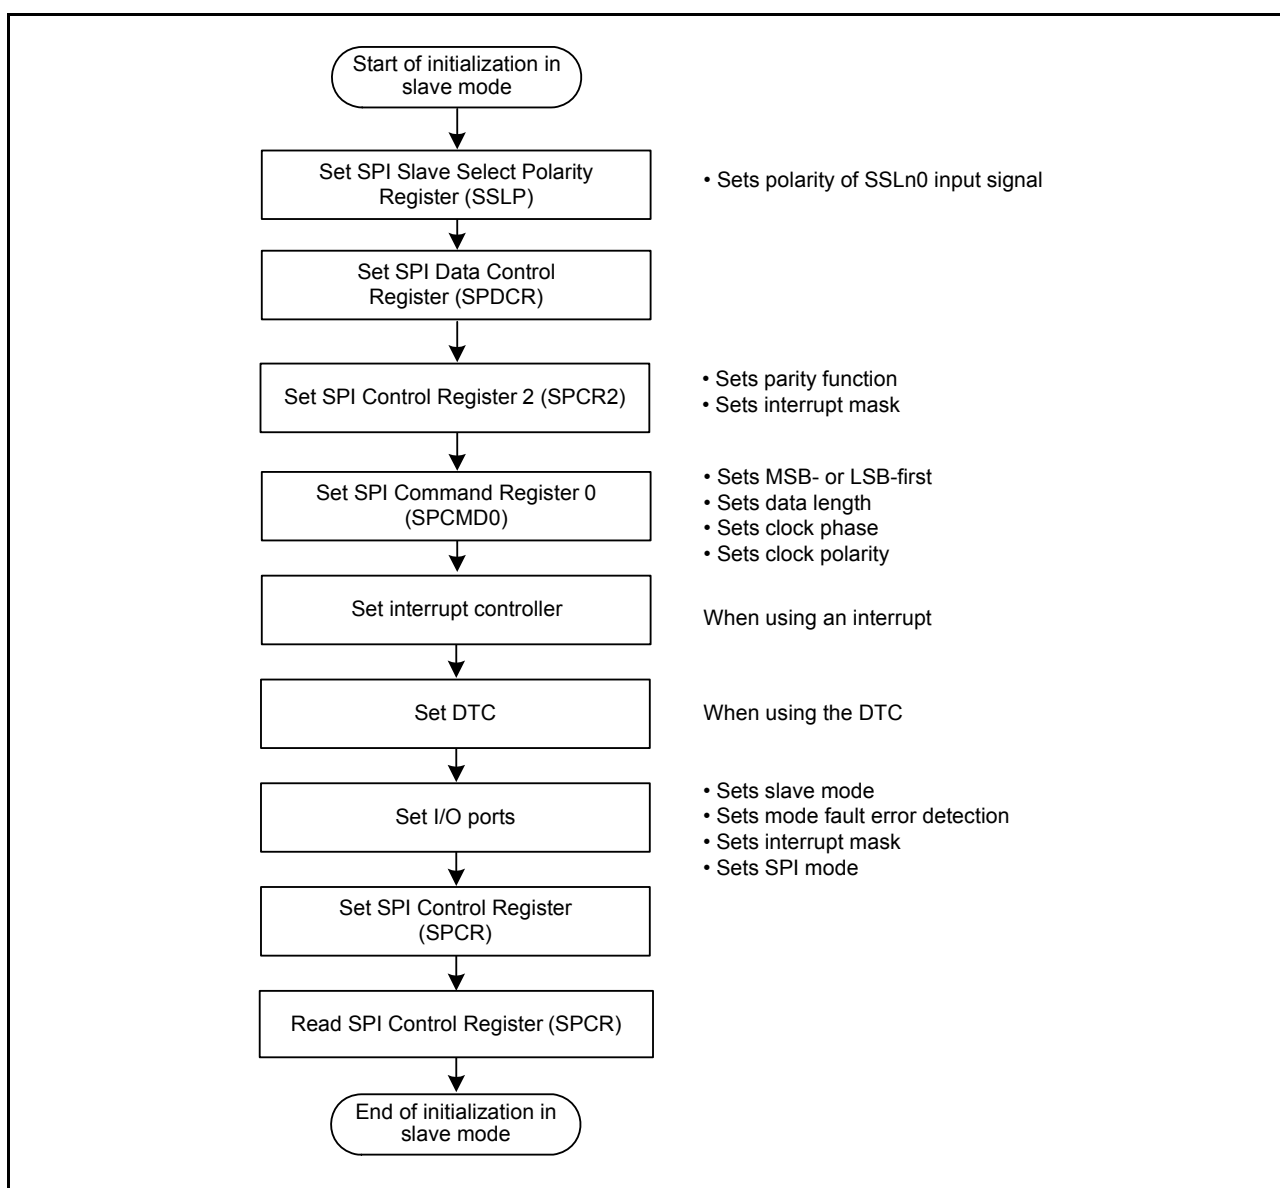 Start of initialization in
slave mode
Set SPI Slave Select Polarity
Register (SSLP)
• Sets polarity of SSLn0 input signal
Set SPI Data Control
Register (SPDCR)
Set SPI Control Register 2 (SPCR2)
• Sets parity function
• Sets interrupt mask
Set SPI Command Register 0
(SPCMD0)
• Sets MSB- or LSB-first
• Sets data length
• Sets clock phase
• Sets clock polarity
Set interrupt controller
When using an interrupt
Set DTC
When using the DTC
Set I/O ports
• Sets slave mode
• Sets mode fault error detection
• Sets interrupt mask
• Sets SPI mode
Set SPI Control Register
(SPCR)
Read SPI Control Register (SPCR)
End of initialization in
slave mode